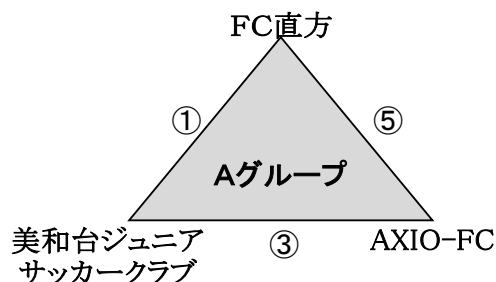 FC直方
①
⑤
Aグループ
美和台ジュニア
サッカークラブ
③
AXIO-FC